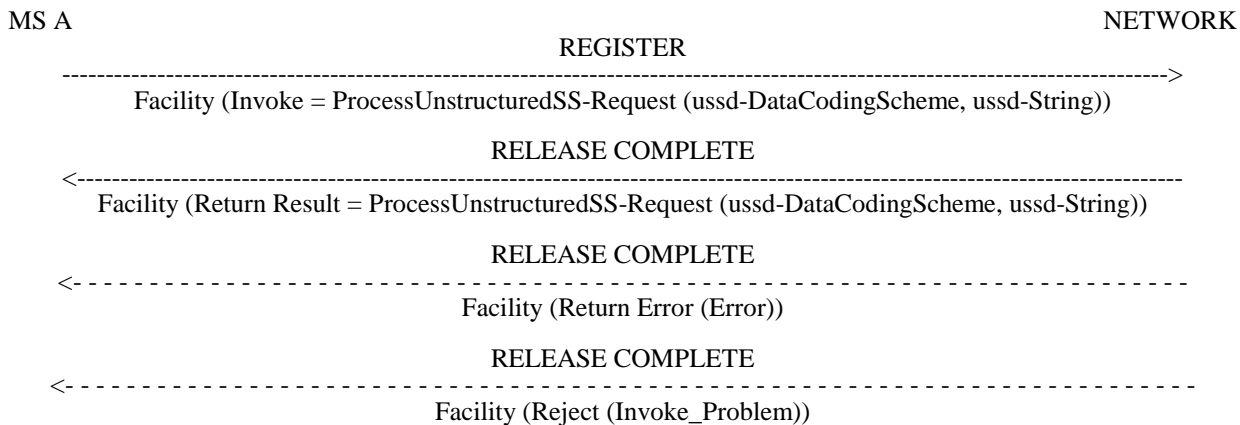 MS A NETWORK
REGISTER
Facility (Invoke = ProcessUnstructuredSS-Request (ussd-DataCodingScheme, ussd-String))
RELEASE COMPLETE
Facility (Return Result = ProcessUnstructuredSS-Request (ussd-DataCodingScheme, ussd-String))
RELEASE COMPLETE
Facility (Return Error (Error))
RELEASE COMPLETE
Facility (Reject (Invoke_Problem))